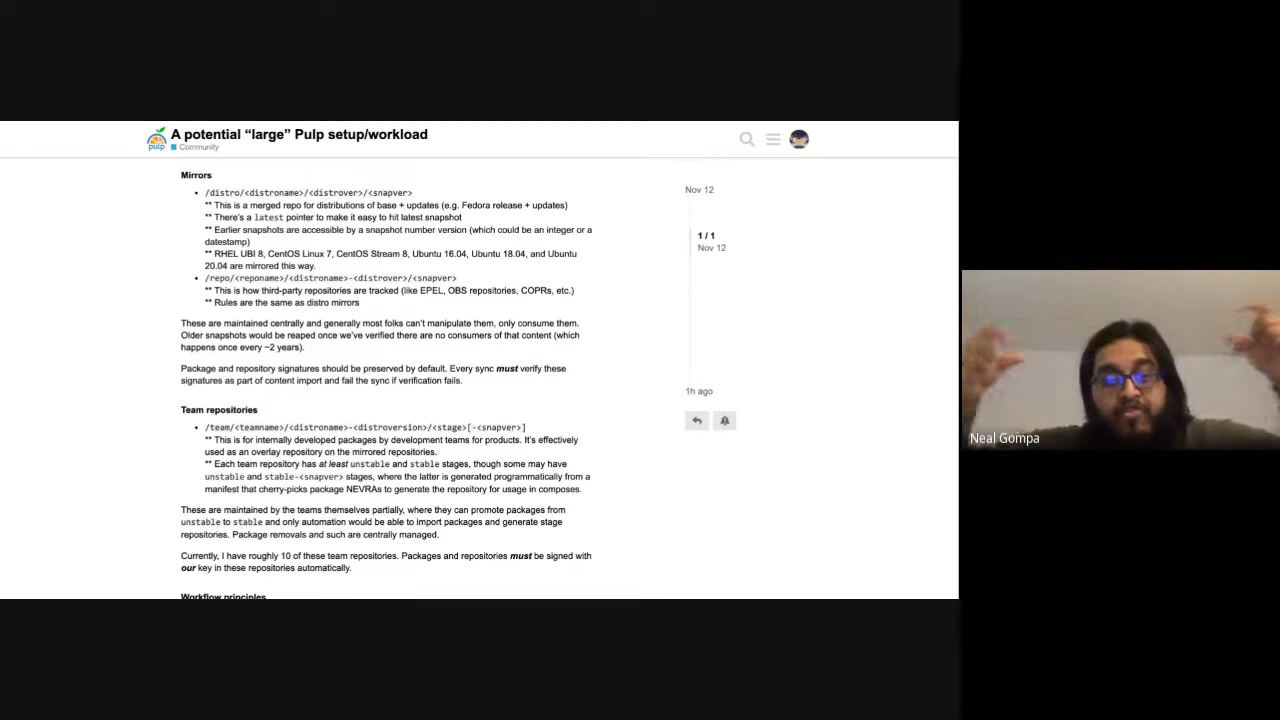 A potential “large” Pulp setup/workload
pulp
Community
Mirrors
• /distro/<distroname>/<distrover>/<snapver>
** This is a merged repo for distributions of base + updates (e.g. Fedora release + updates)
** There’s a latest pointer to make it easy to hit latest snapshot
** Earlier snapshots are accessible by a snapshot number version (which could be an integer or a
datestamp)
** RHEL UBI 8, CentOS Linux 7, CentOS Stream 8, Ubuntu 16.04, Ubuntu 18.04, and Ubuntu
20.04 are mirrored this way.
• /repo/<reponame>/<distroname>-<distrover>/<snapver>
** This is how third-party repositories are tracked (like EPEL, OBS repositories, COPRs, etc.)
** Rules are the same as distro mirrors
These are maintained centrally and generally most folks can’t manipulate them, only consume them.
Older snapshots would be reaped once we’ve verified there are no consumers of that content (which
happens once every ~2 years).
Package and repository signatures should be preserved by default. Every sync must verify these
signatures as part of content import and fail the sync if verification fails.
Team repositories
• /team/<teamname>/<distroname>-<distroversion>/<stage>[-<snapver>]
** This is for internally developed packages by development teams for products. It’s effectively
used as an overlay repository on the mirrored repositories.
** Each team repository has at least unstable and stable stages, though some may have
unstable and stable-<snapver> stages, where the latter is generated programmatically from a
manifest that cherry-picks package NEVRAs to generate the repository for usage in composes.
These are maintained by the teams themselves partially, where they can promote packages from
unstable to stable and only automation would be able to import packages and generate stage
repositories. Package removals and such are centrally managed.
Currently, I have roughly 10 of these team repositories. Packages and repositories must be signed with
our key in these repositories automatically.
Workflow principles
Nov 12
1 / 1
Nov 12
1h ago
Neal Gompa